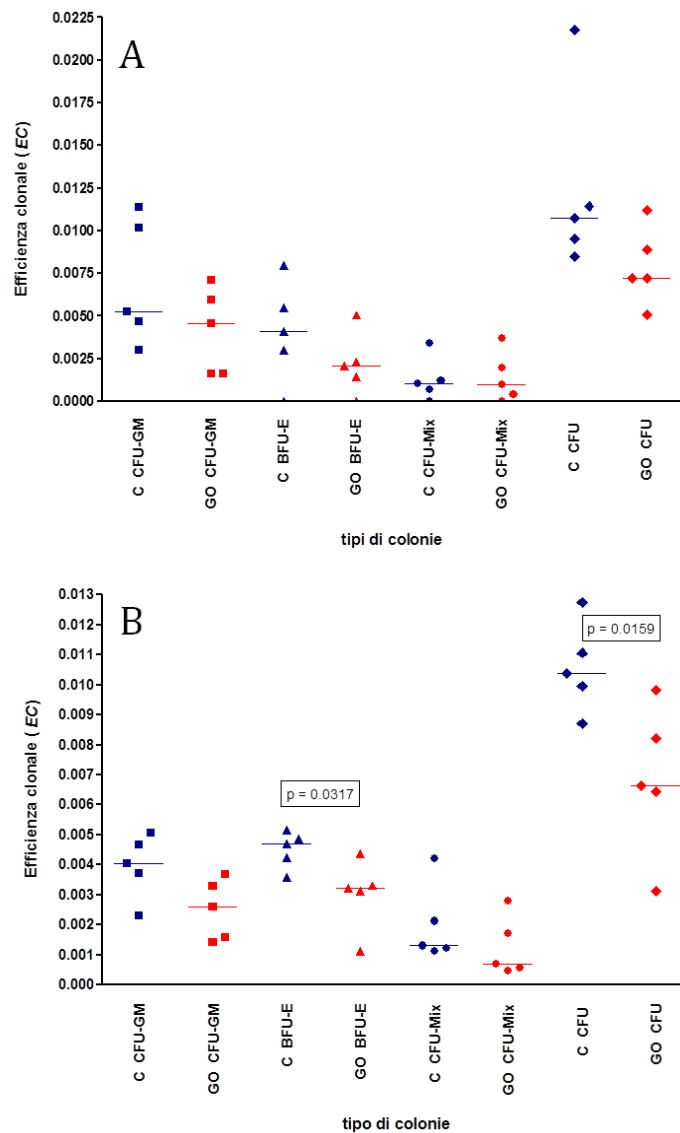 A
Efficienza clonale ( EC)
0.0225
0.0200
0.0175
0.0150
0.0125
0.0100
0.0075
0.0050
0.0025
0.0000
C CFU-GM
GO CFU-GM
C BFU-E
GO BFU-E
C CFU-Mix
GO CFU-Mix
C CFU
GO CFU
tipi di colonie
B
Efficienza clonale ( EC)
0.013
0.012
0.011
0.010
0.009
0.008
0.007
0.006
0.005
0.004
0.003
0.002
0.001
0.000
p = 0.0317
p = 0.0159
C CFU-GM
GO CFU-GM
C BFU-E
GO BFU-E
C CFU-Mix
GO CFU-Mix
C CFU
GO CFU
tipo di colonie